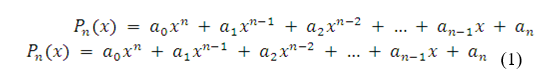 Pₙ(x) = a₀xⁿ + a₁xⁿ⁻¹ + a₂xⁿ⁻² + ... + aₙ₋₁x + aₙ
Pₙ(x) = a₀xⁿ + a₁xⁿ⁻¹ + a₂xⁿ⁻² + ... + aₙ₋₁x + aₙ (1)